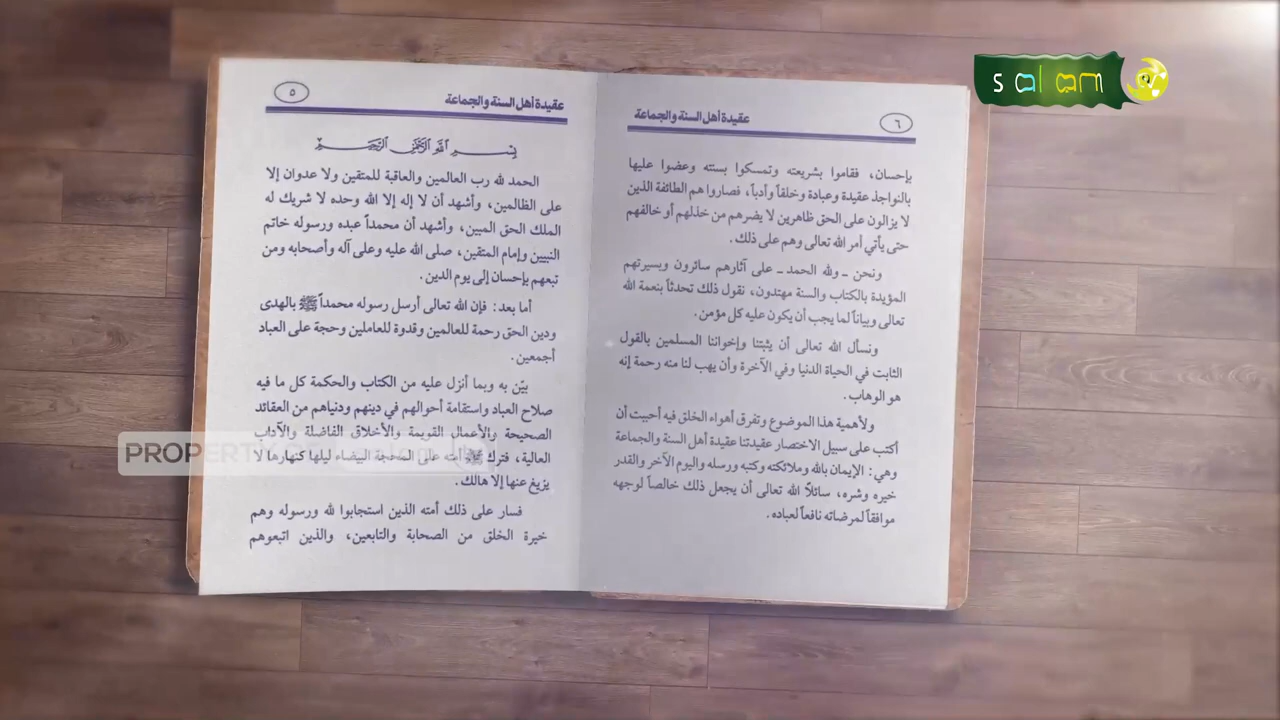 salam
٥
عقيدة أهل السنة والجماعة
بِسْمِ اللَّهِ الرَّحْمَٰنِ الرَّحِيمِ
الحمد لله رب العالمين والعاقبة للمتقين ولا عدوان إلا
على الظالمين، وأشهد أن لا إله إلا الله وحده لا شريك له
الملك الحق المبين، وأشهد أن محمداً عبده ورسوله خاتم
النبيين وإمام المتقين، صلى الله عليه وعلى آله وأصحابه ومن
تبعهم بإحسان إلى يوم الدين.
أما بعد: فإن الله تعالى أرسل رسوله محمداً ﷺ بالهدى
ودين الحق رحمة للعالمين وقدوة للعاملين وحجة على العباد
أجمعين.
بيّن به وبما أنزل عليه من الكتاب والحكمة كل ما فيه
صلاح العباد واستقامة أحوالهم في دينهم ودنياهم من العقائد
الصحيحة والأعمال القويمة والأخلاق الفاضلة والآداب
العالية، فترك ﷺ أمته على المحجة البيضاء ليلها كنهارها لا
يزيغ عنها إلا هالك.
فسار على ذلك أمته الذين استجابوا لله ورسوله وهم
خيرة الخلق من الصحابة والتابعين، والذين اتبعوهم
عقيدة أهل السنة والجماعة
٦
بإحسان، فقاموا بشريعته وتمسكوا بسنته وعضوا عليها
بالنواجذ عقيدة وعبادة وخلقاً وأدباً، فصاروا هم الطائفة الذين
لا يزالون على الحق ظاهرين لا يضرهم من خذلهم أو خالفهم
حتى يأتي أمر الله تعالى وهم على ذلك.
ونحن ـ ولله الحمد ـ على آثارهم سائرون وبسيرتهم
المؤيدة بالكتاب والسنة مهتدون، نقول ذلك تحدثاً بنعمة الله
تعالى وبياناً لما يجب أن يكون عليه كل مؤمن.
ونسأل الله تعالى أن يثبتنا وإخواننا المسلمين بالقول
الثابت في الحياة الدنيا وفي الآخرة وأن يهب لنا منه رحمة إنه
هو الوهاب.
ولأهمية هذا الموضوع وتفرق أهواء الخلق فيه أحببت أن
أكتب على سبيل الاختصار عقيدتنا عقيدة أهل السنة والجماعة
وهي: الإيمان بالله وملائكته وكتبه ورسله واليوم الآخر والقدر
خيره وشره، سائلاً الله تعالى أن يجعل ذلك خالصاً لوجهه
موافقاً لمرضاته نافعاً لعباده.